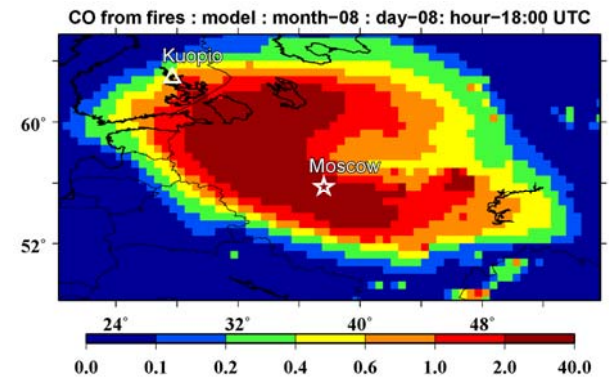 CO from fires : model : month−08 : day−08: hour−18:00 UTC
Kuopio
60°
Moscow
52°
24° 32° 40° 48°
0.0 0.1 0.2 0.4 0.6 1.0 2.0 40.0